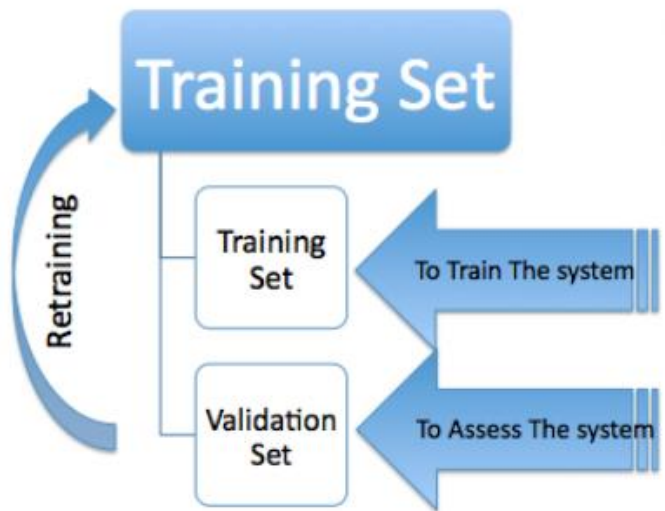 Training Set
Retraining
Training
Set
To Train The system
Validation
Set
To Assess The system